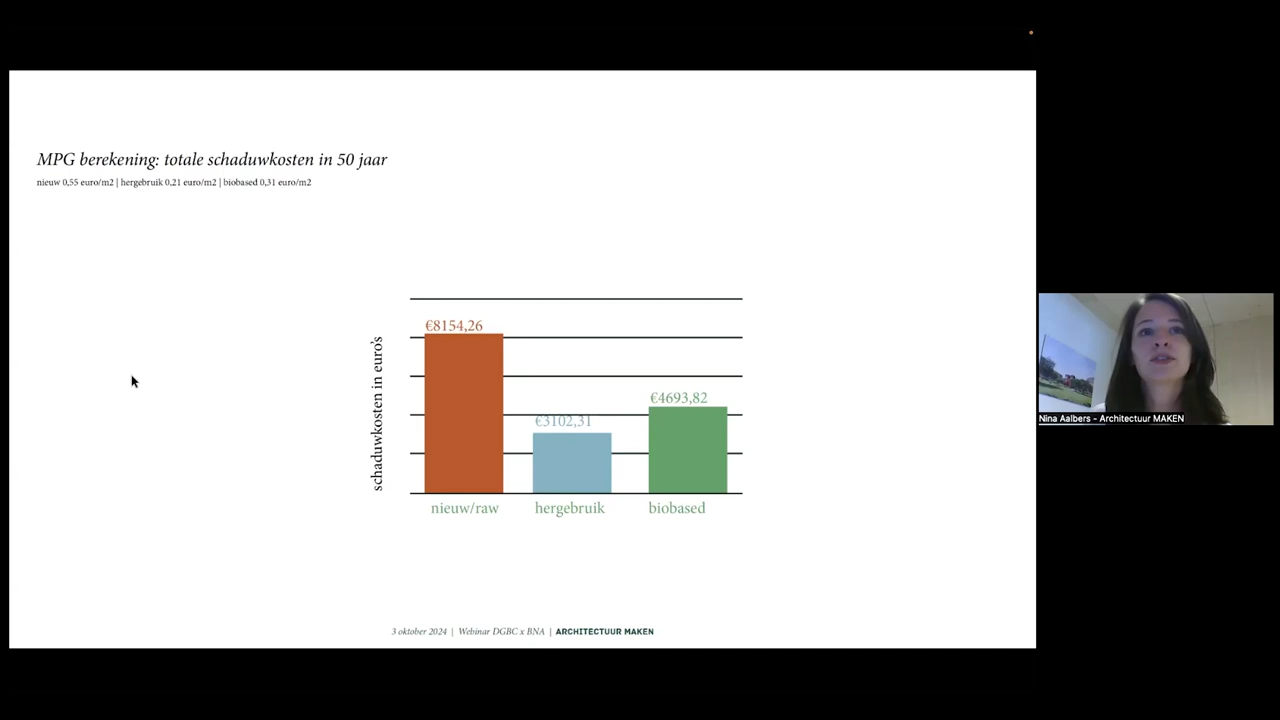 MPG berekening: totale schaduwkosten in 50 jaar
nieuw 0,55 euro/m2 | hergebruik 0,21 euro/m2 | biobased 0,31 euro/m2
schaduwkosten in euro's
€8154,26
€3102,31
€4693,82
nieuw/raw
hergebruik
biobased
3 oktober 2024 | Webinar DGBC x BNA | ARCHITECTUUR MAKEN
Nina Aalbers - Architectuur MAKEN